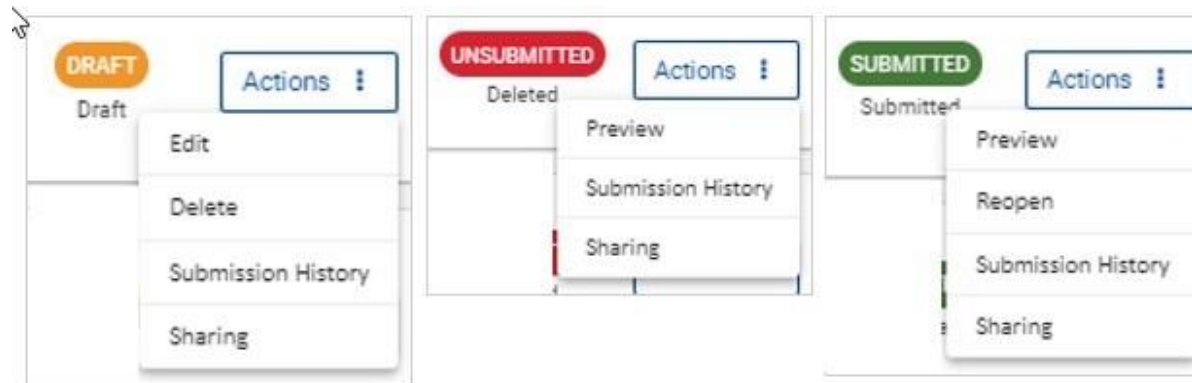 DRAFT
Draft
Actions
Edit
Delete
Submission History
Sharing
UNSUBMITTED
Deleted
Actions
Preview
Submission History
Sharing
SUBMITTED
Submitted
Actions
Preview
Reopen
Submission History
Sharing